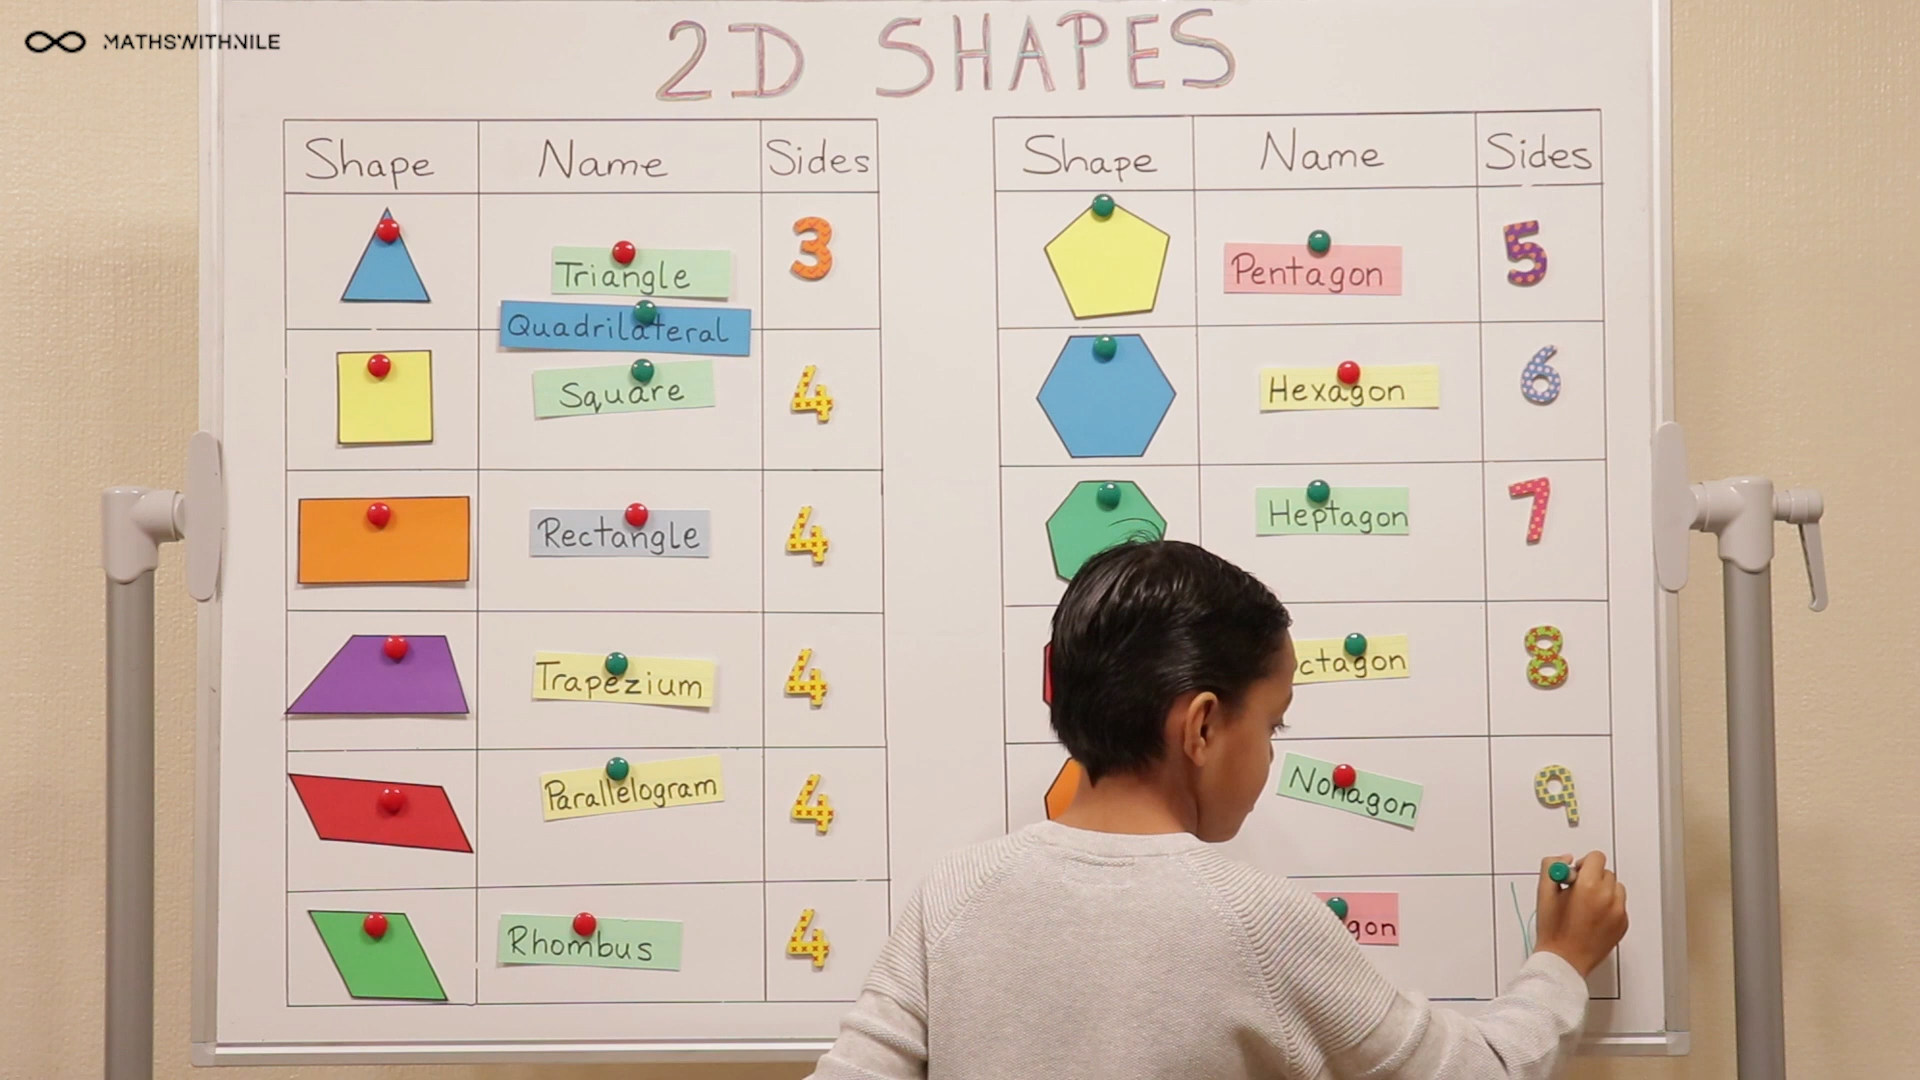 MATHSWITHNILE
2D SHAPES
Shape Name Sides
Triangle 3
Quadrilateral
Square 4
Rectangle 4
Trapezium 4
Parallelogram 4
Rhombus 4
Shape Name Sides
Pentagon 5
Hexagon 6
Heptagon 7
ctagon 8
Nonagon 9
gon 1